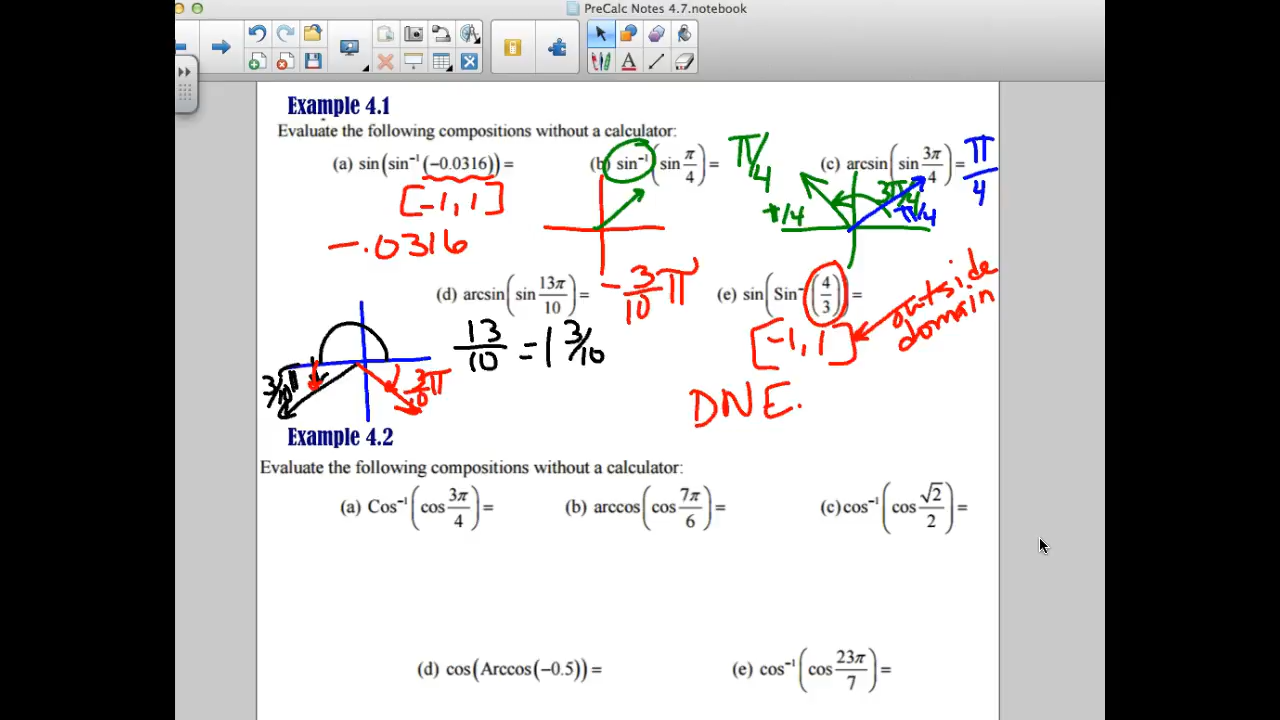 PreCalc Notes 4.7.notebook
Example 4.1
Evaluate the following compositions without a calculator:
(a) sin(sin⁻¹(−0.0316))=
[-1, 1]
-.0316
(b) sin⁻¹(sin π/4)= π/4
(c) arcsin(sin 3π/4)= π/4
π/4
3π/4
π/4
(d) arcsin(sin 13π/10)= -3/10 π
13/10 = 1 3/10
3/10 π
3/10 π
(e) sin(Sin⁻(4/3))=
[-1, 1]
outside
domain
DNE.
Example 4.2
Evaluate the following compositions without a calculator:
(a) Cos⁻¹(cos 3π/4)=
(b) arccos(cos 7π/6)=
(c) cos⁻¹(cos √2/2)=
(d) cos(Arccos(−0.5))=
(e) cos⁻¹(cos 23π/7)=